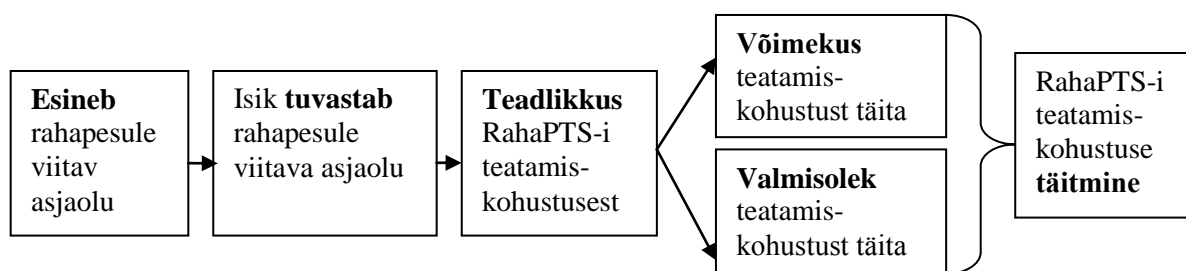 Esineb
rahapesule
viitav
asjaolu
Isik tuvastab
rahapesule
viitava asjaolu
Teadlikkus
RahaPTS-i
teatamis-
kohustusest
Võimekus
teatamis-
kohustust täita
Valmisolek
teatamis-
kohustust täita
RahaPTS-i
teatamis-
kohustuse
täitmine